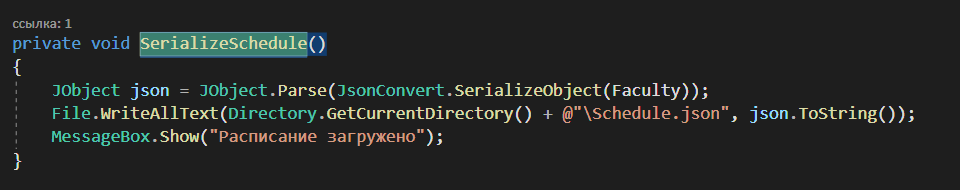 ссылка: 1
private void SerializeSchedule()
{
JObject json = JObject.Parse(JsonConvert.SerializeObject(Faculty));
File.WriteAllText(Directory.GetCurrentDirectory() + @"\Schedule.json", json.ToString());
MessageBox.Show("Расписание загружено");
}